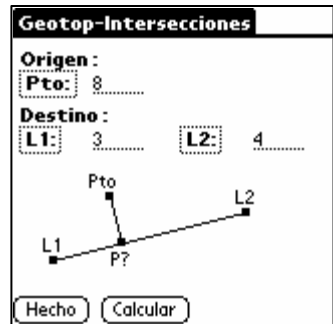 Geotop-Intersecciones
Origen:
Pto: 8
Destino:
L1: 3 L2: 4
Pto
L2
L1
P?
Hecho Calcular